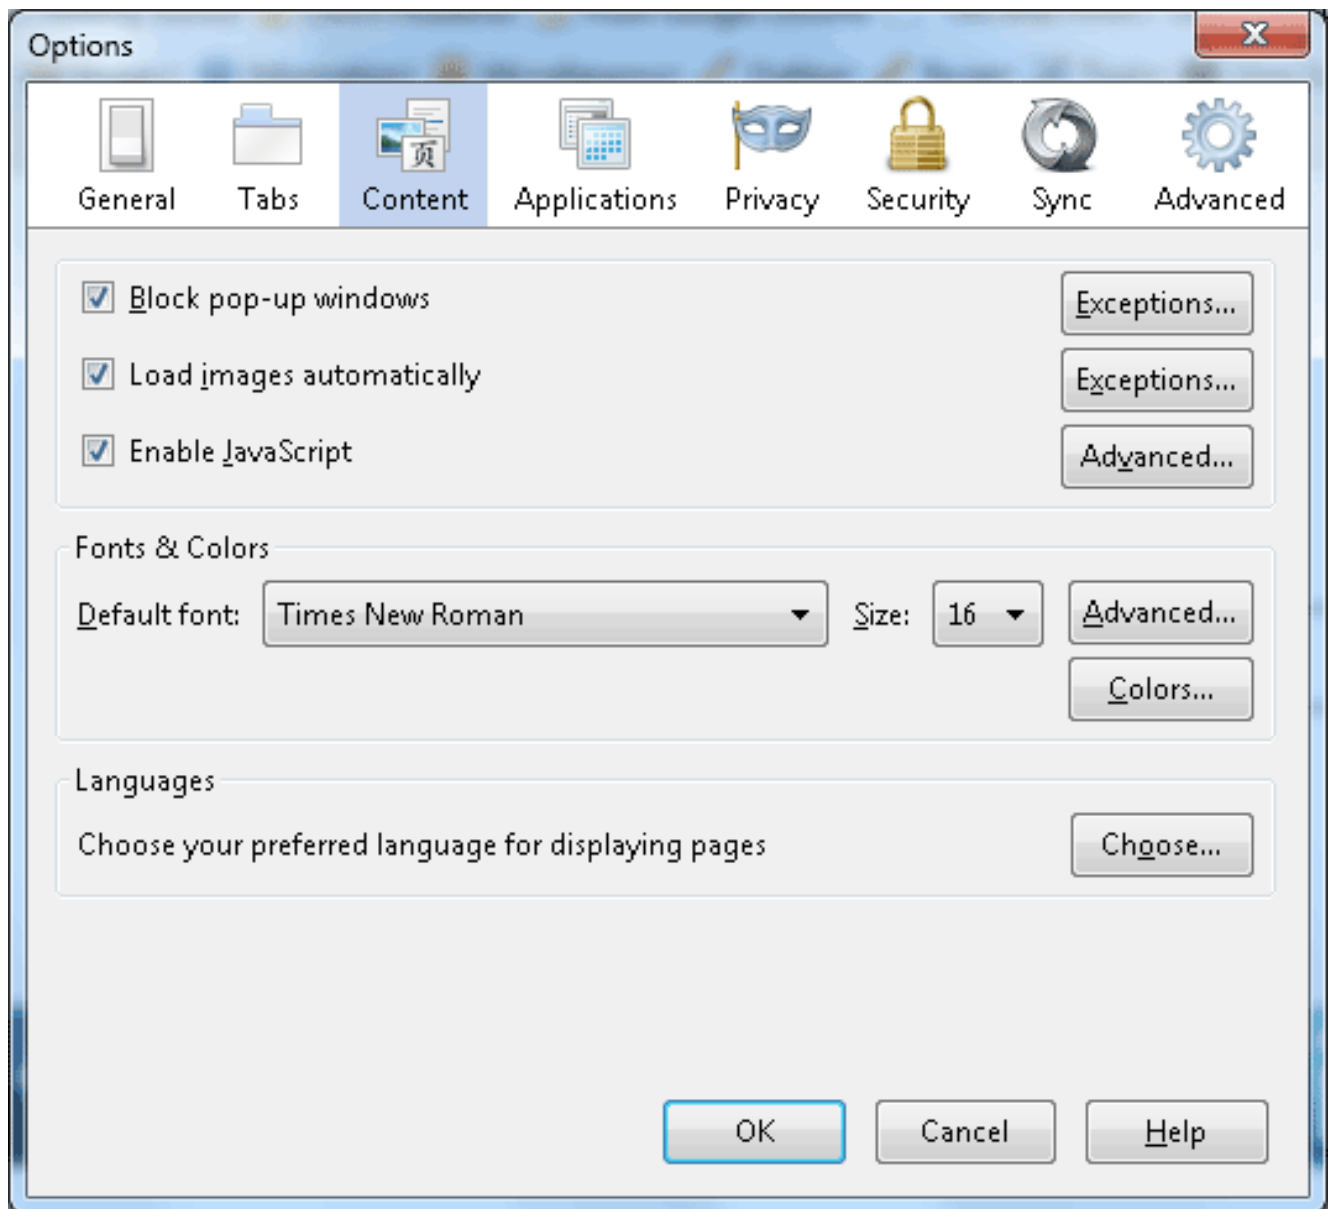 Options
General Tabs Content Applications Privacy Security Sync Advanced
页
Block pop-up windows Exceptions...
Load images automatically Exceptions...
Enable JavaScript Advanced...
Fonts & Colors
Default font: Times New Roman Size: 16 Advanced...
Colors...
Languages
Choose your preferred language for displaying pages Choose...
OK Cancel Help